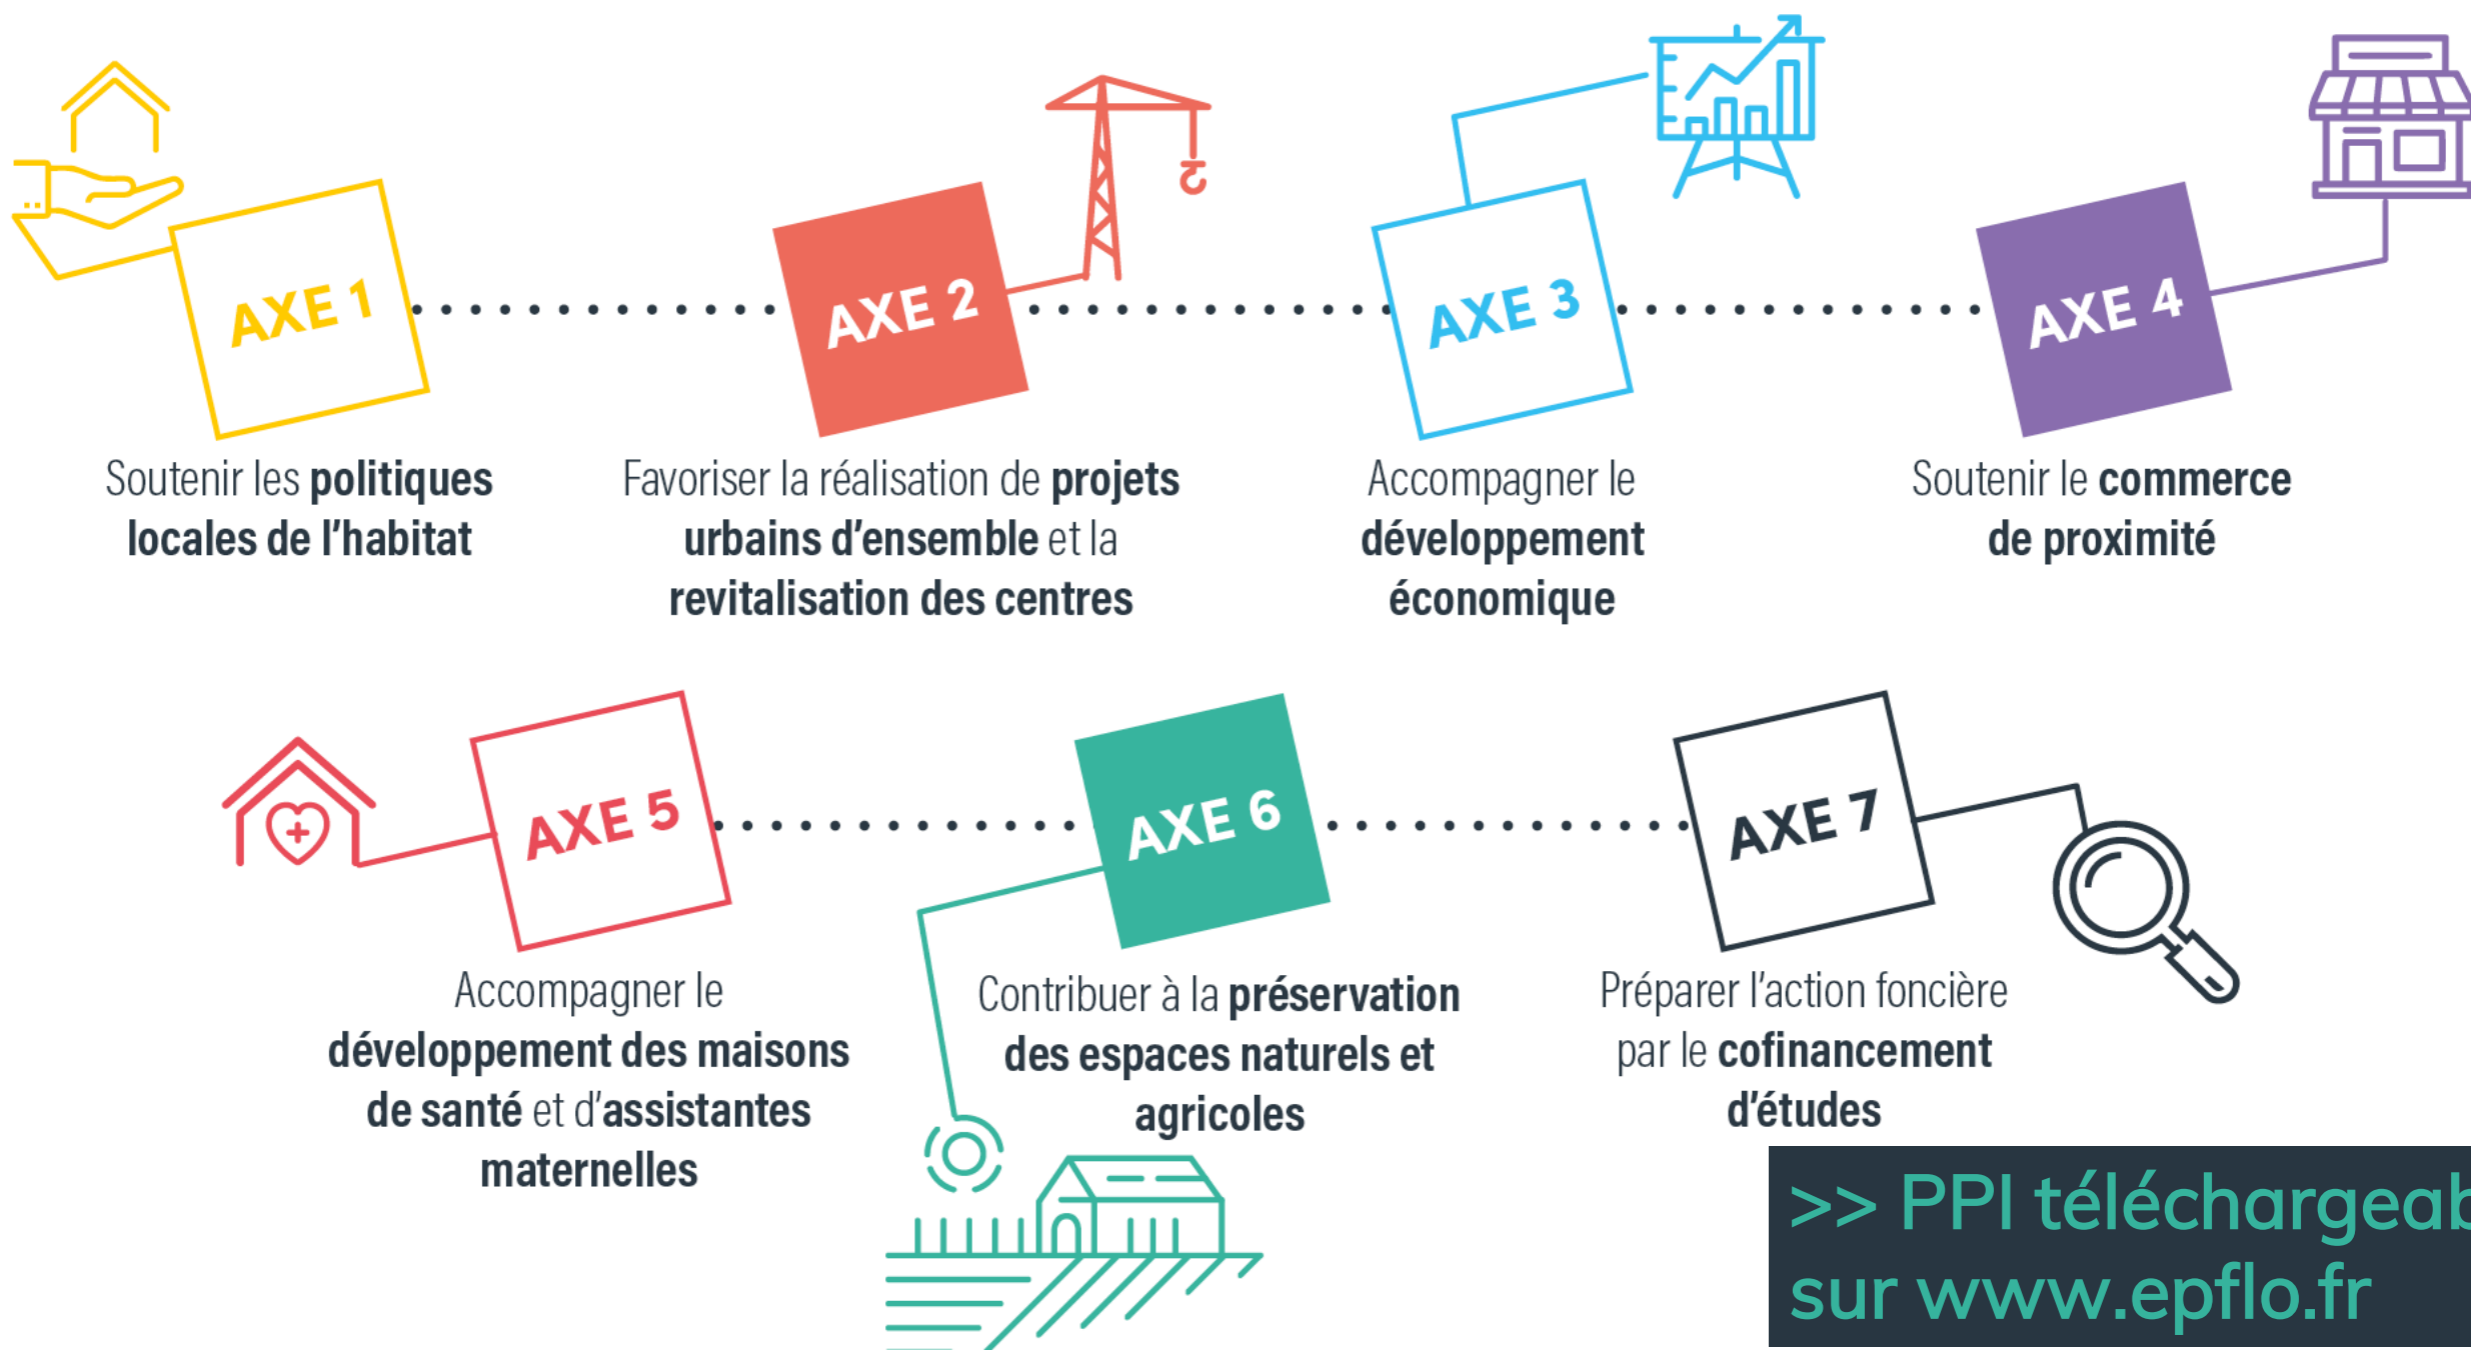 AXE 1
AXE 2
AXE 3
AXE 4
Soutenir les politiques
locales de l'habitat
Favoriser la réalisation de projets
urbains d'ensemble et la
revitalisation des centres
Accompagner le
développement
économique
Soutenir le commerce
de proximité
AXE 5
AXE 6
AXE 7
Accompagner le
développement des maisons
de santé et d'assistantes
maternelles
Contribuer à la préservation
des espaces naturels et
agricoles
Préparer l'action foncière
par le cofinancement
d'études
>> PPI téléchargeab
sur www.epflo.fr